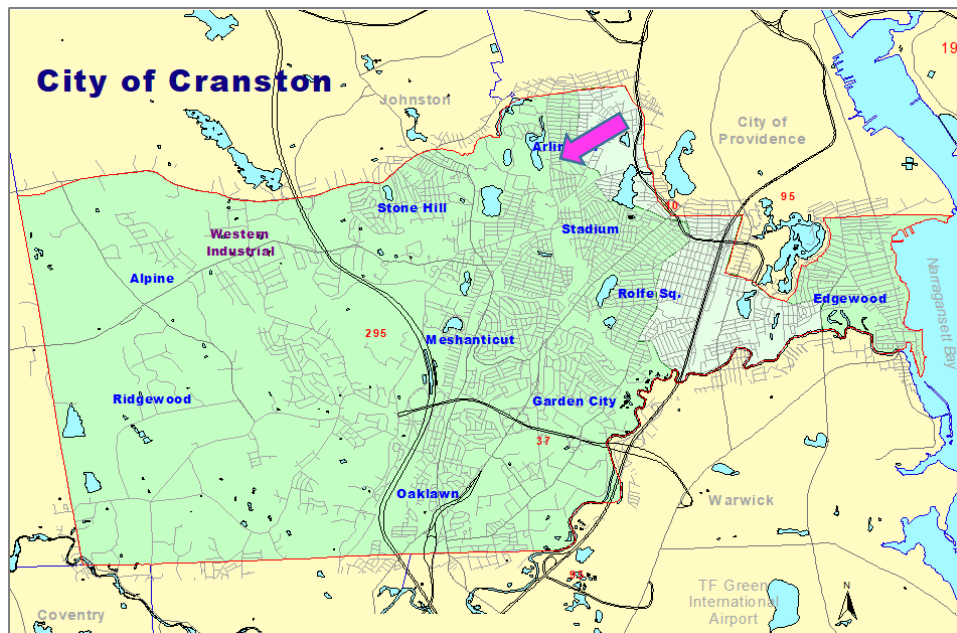 City of Cranston
Johnston
City of
Providence
19
Stone Hill
Stadium
10
95
Western
Industrial
Alpine
Rolfe Sq.
Edgewood
Narragansett Bay
295
Meshanticut
Ridgewood
Garden City
37
Oaklawn
Warwick
TF Green
International
Airport
N
Coventry